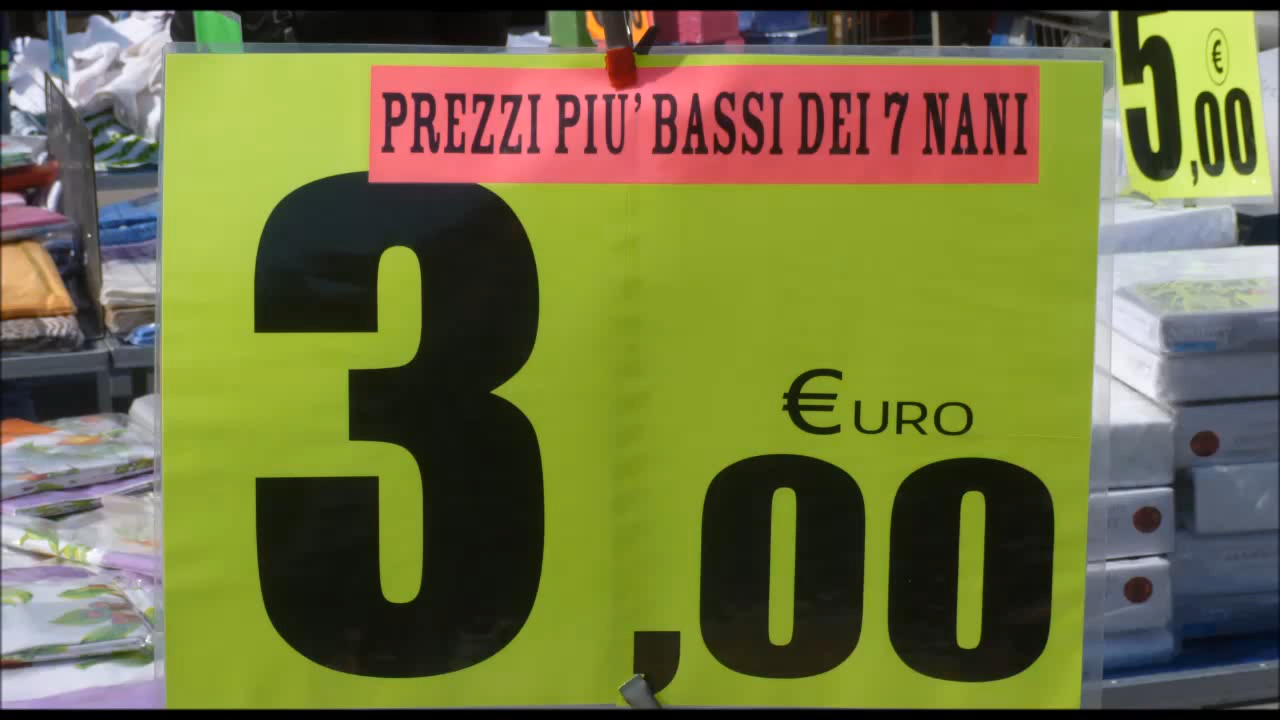 PREZZI PIU' BASSI DEI 7 NANI
3,00
€URO
5,00
€